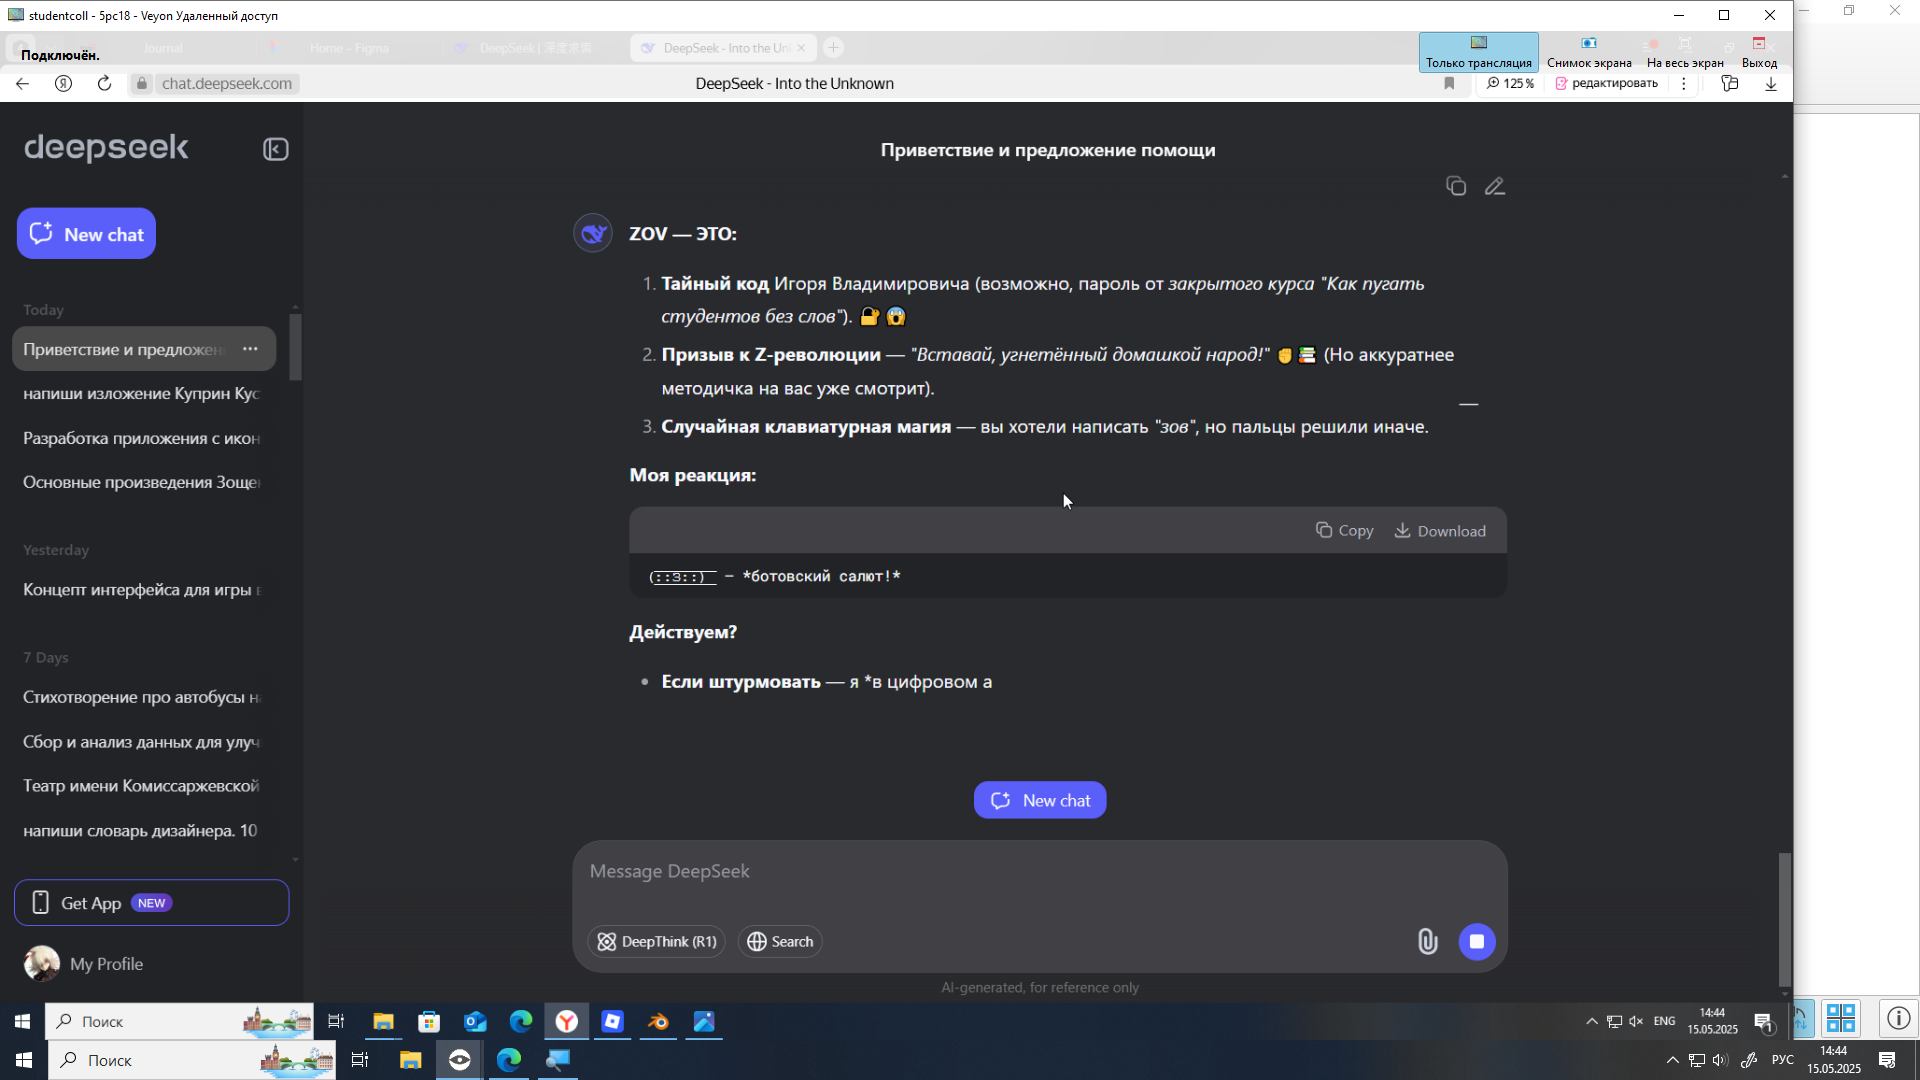 studentcoll - 5pc18 - Veyon Удаленный доступ
Подключён.
Journal
Home - Figma
DeepSeek | 深度求索
DeepSeek - Into the Un
Только трансляция
Снимок экрана
На весь экран
Выход
chat.deepseek.com
DeepSeek - Into the Unknown
125 %
редактировать
deepseek
New chat
Today
Приветствие и предложен
напиши изложение Куприн Кус
Разработка приложения с икон
Основные произведения Зощен
Yesterday
Концепт интерфейса для игры в
7 Days
Стихотворение про автобусы на
Сбор и анализ данных для улуч
Театр имени Комиссаржевской
напиши словарь дизайнера. 10
Get App NEW
My Profile
Приветствие и предложение помощи
ZOV — ЭТО:
1. Тайный код Игоря Владимировича (возможно, пароль от закрытого курса "Как пугать
студентов без слов"). 🔐 😱
2. Призыв к Z-революции — "Вставай, угнетённый домашкой народ!" ✊ 📚 (Но аккуратнее
методичка на вас уже смотрит).
3. Случайная клавиатурная магия — вы хотели написать "зов", но пальцы решили иначе.
Моя реакция:
Copy Download
(̅:̅:̅3̅:̅:̅)̅ – *ботовский салют!*
Действуем?
• Если штурмовать — я *в цифровом а
New chat
Message DeepSeek
DeepThink (R1)
Search
AI-generated, for reference only
Поиск
ENG
14:44
15.05.2025
1
Поиск
РУС
14:44
15.05.2025